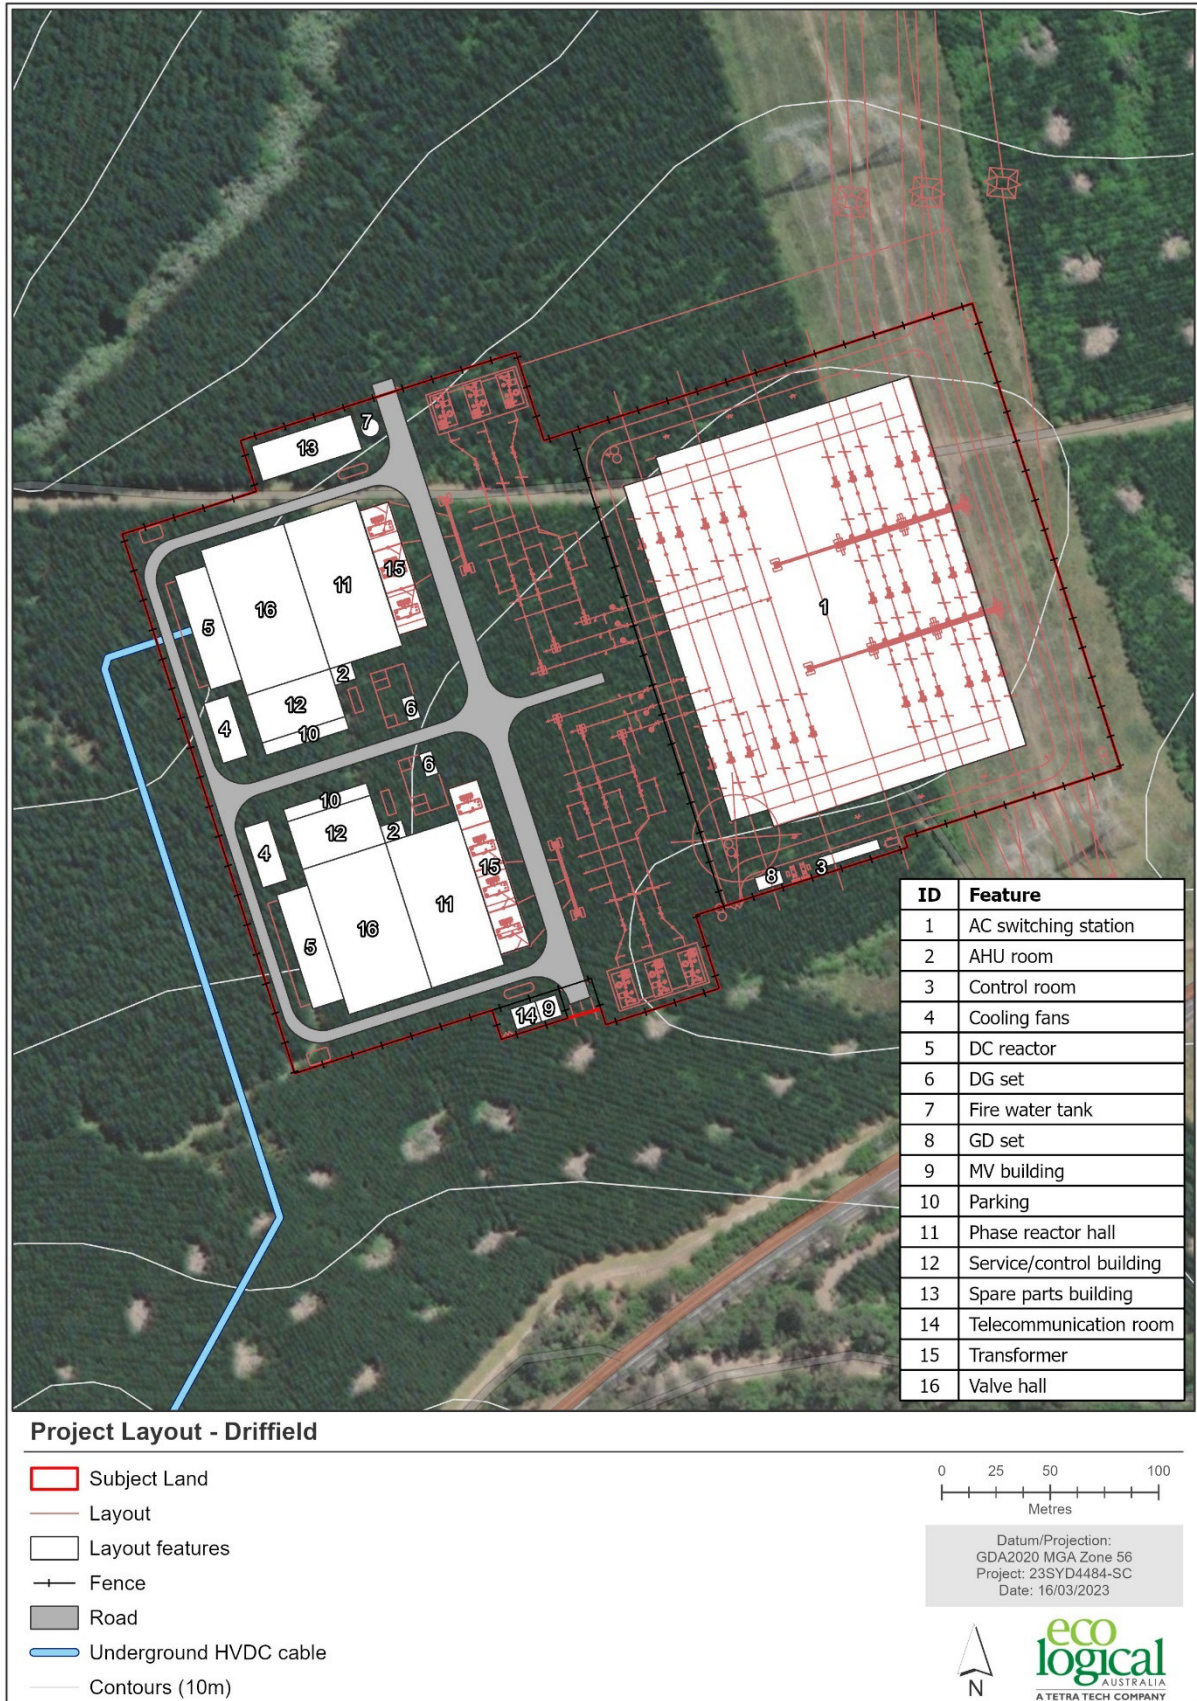 7
13
15
11
16
5
2
12
6
4
10
1
6
10
2
12
4
15
11
16
5
3
8
14 9
ID Feature
1 AC switching station
2 AHU room
3 Control room
4 Cooling fans
5 DC reactor
6 DG set
7 Fire water tank
8 GD set
9 MV building
10 Parking
11 Phase reactor hall
12 Service/control building
13 Spare parts building
14 Telecommunication room
15 Transformer
16 Valve hall
Project Layout - Driffield
Subject Land
Layout
Layout features
Fence
Road
Underground HVDC cable
Contours (10m)
0 25 50 100
Metres
Datum/Projection:
GDA2020 MGA Zone 56
Project: 23SYD4484-SC
Date: 16/03/2023
N
eco
logical
AUSTRALIA
A TETRA TECH COMPANY